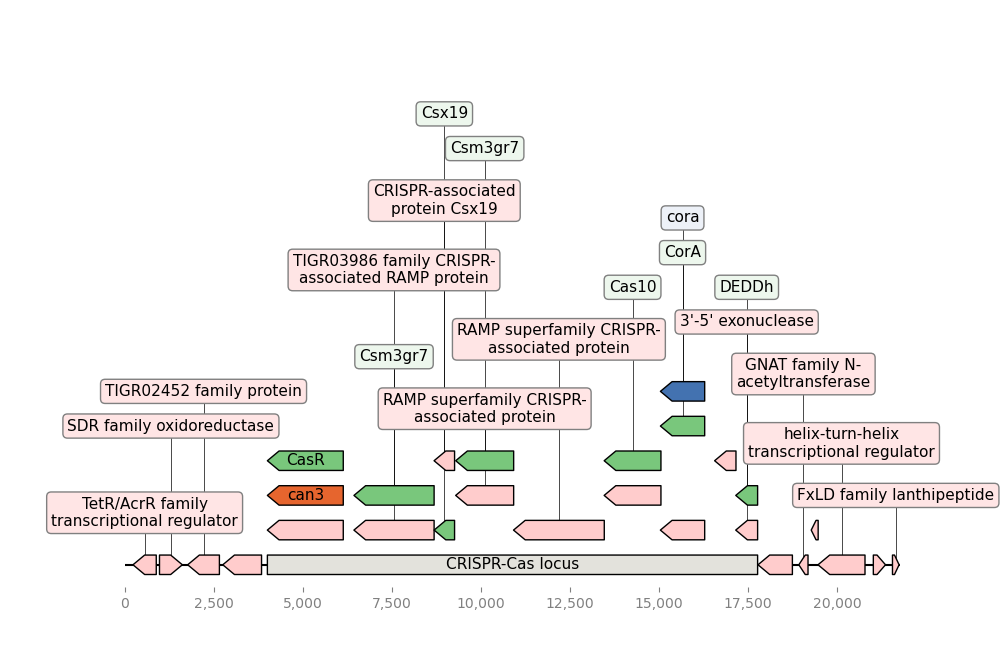 Csx19
Csm3gr7
CRISPR-associated
protein Csx19
cora
CorA
TIGR03986 family CRISPR-
associated RAMP protein
Cas10
DEDDh
3'-5' exonuclease
RAMP superfamily CRISPR-
associated protein
Csm3gr7
GNAT family N-
acetyltransferase
TIGR02452 family protein
RAMP superfamily CRISPR-
associated protein
SDR family oxidoreductase
helix-turn-helix
transcriptional regulator
CasR
can3
FxLD family lanthipeptide
TetR/AcrR family
transcriptional regulator
CRISPR-Cas locus
0
2,500
5,000
7,500
10,000
12,500
15,000
17,500
20,000